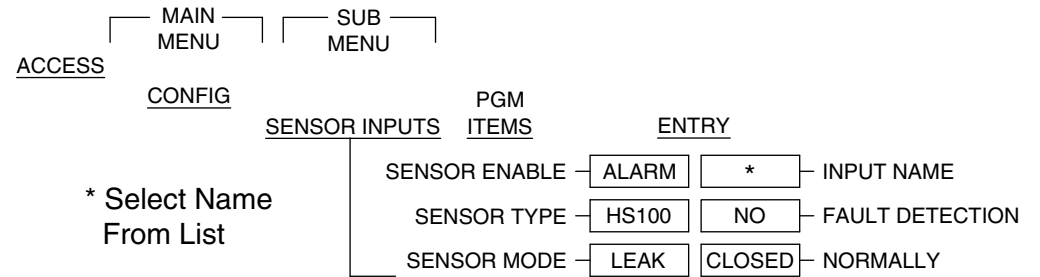 MAIN MENU
SUB MENU
ACCESS
CONFIG
SENSOR INPUTS
PGM ITEMS
ENTRY
SENSOR ENABLE ALARM * INPUT NAME
SENSOR TYPE HS100 NO FAULT DETECTION
SENSOR MODE LEAK CLOSED NORMALLY
* Select Name
From List